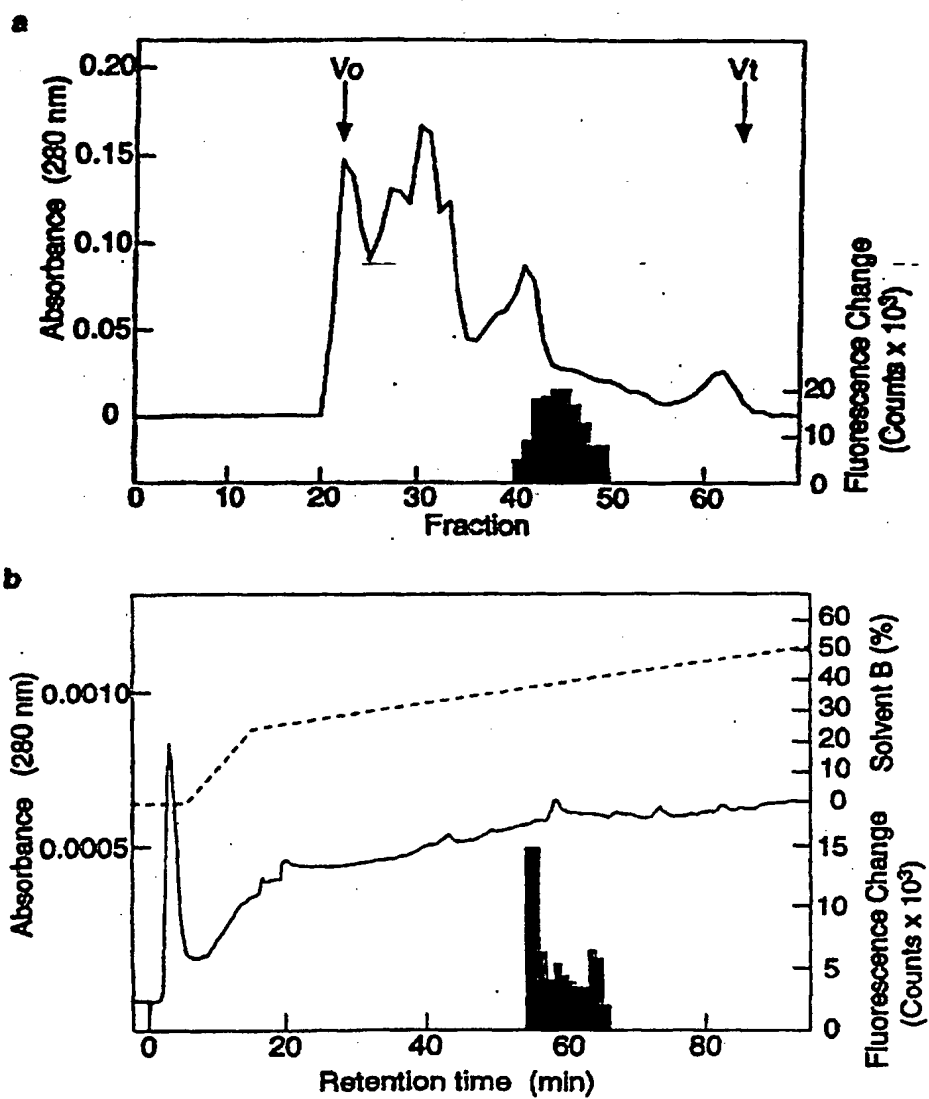 a
Absorbance (280 nm)
0.20
0.15
0.10
0.05
0
Vo
Vt
20
10
0
Fluorescence Change
(Counts x 10³)
0 10 20 30 40 50 60
Fraction
b
Absorbance (280 nm)
0.0010
0.0005
60
50
40
30
20
10
0
Solvent B (%)
15
10
5
0
Fluorescence Change
(Counts x 10³)
0 20 40 60 80
Retention time (min)